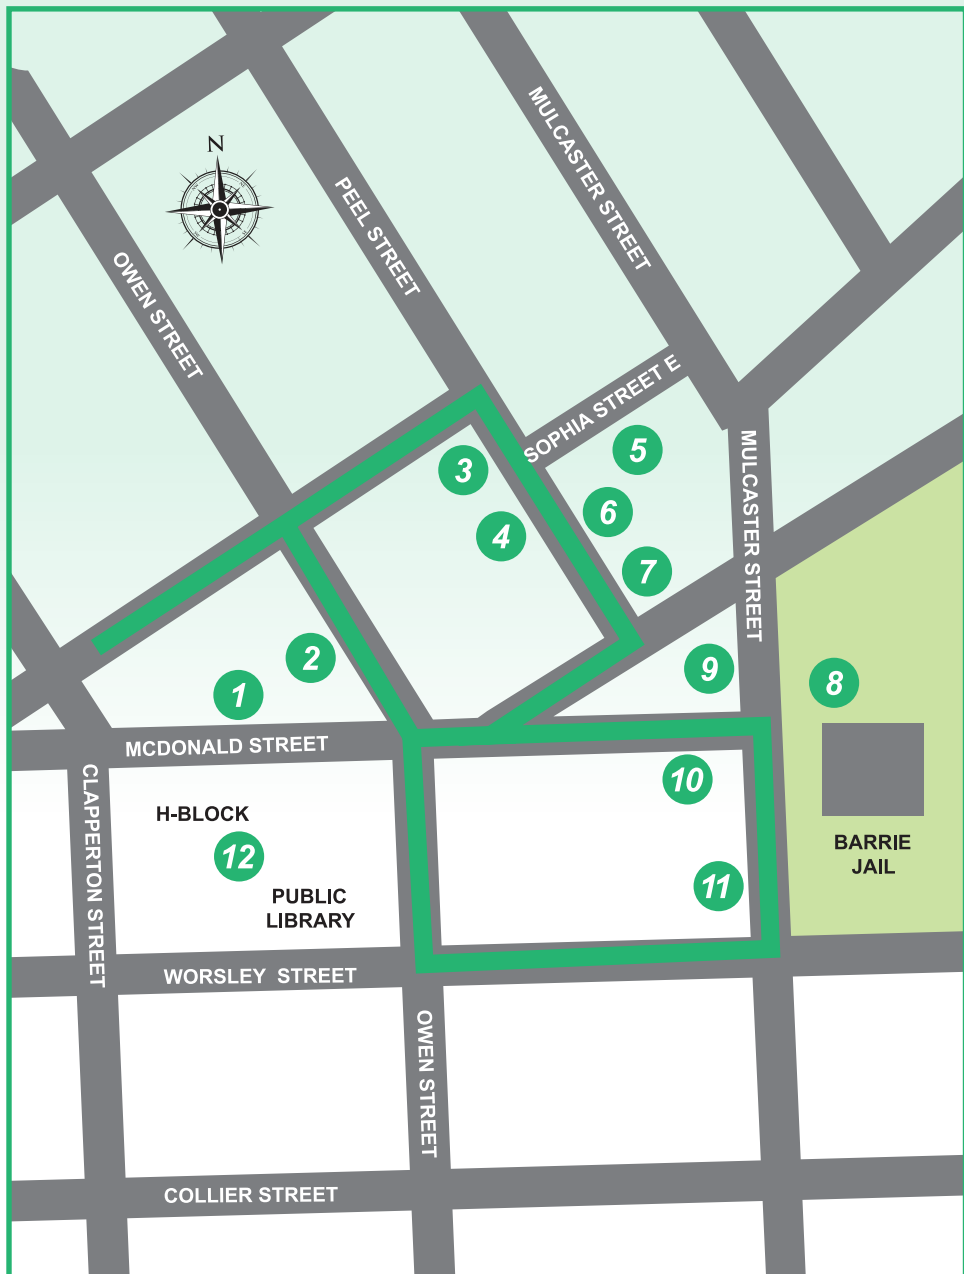 N
MULCASTER STREET
PEEL STREET
OWEN STREET
SOPHIA STREET E
3
5
MULCASTER STREET
6
4
7
2
9
8
1
MCDONALD STREET
10
CLAPPERTON STREET
H-BLOCK
12
BARRIE
JAIL
11
PUBLIC
LIBRARY
WORSLEY STREET
OWEN STREET
COLLIER STREET